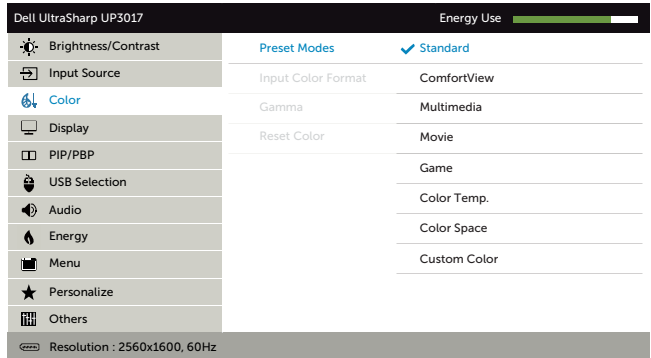 Dell UltraSharp UP3017 Energy Use
Brightness/Contrast Preset Modes Standard
Input Source Input Color Format ComfortView
Color Gamma Multimedia
Display Reset Color Movie
PIP/PBP Game
USB Selection Color Temp.
Audio Color Space
Energy Custom Color
Menu
Personalize
Others
Resolution : 2560x1600, 60Hz